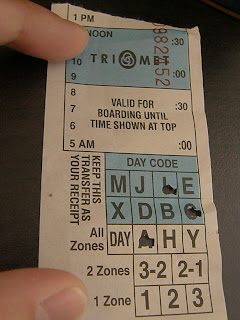 1 PM
NOON :30
10 TRI MET :00
9
8
7 VALID FOR :30
BOARDING UNTIL
6 TIME SHOWN AT TOP
5 AM :00
KEEP THIS
TRANSFER AS
YOUR RECEIPT
DAY CODE
M J L E
X D B
All Zones DAY A H Y
2 Zones 3-2 2-1
1 Zone 1 2 3